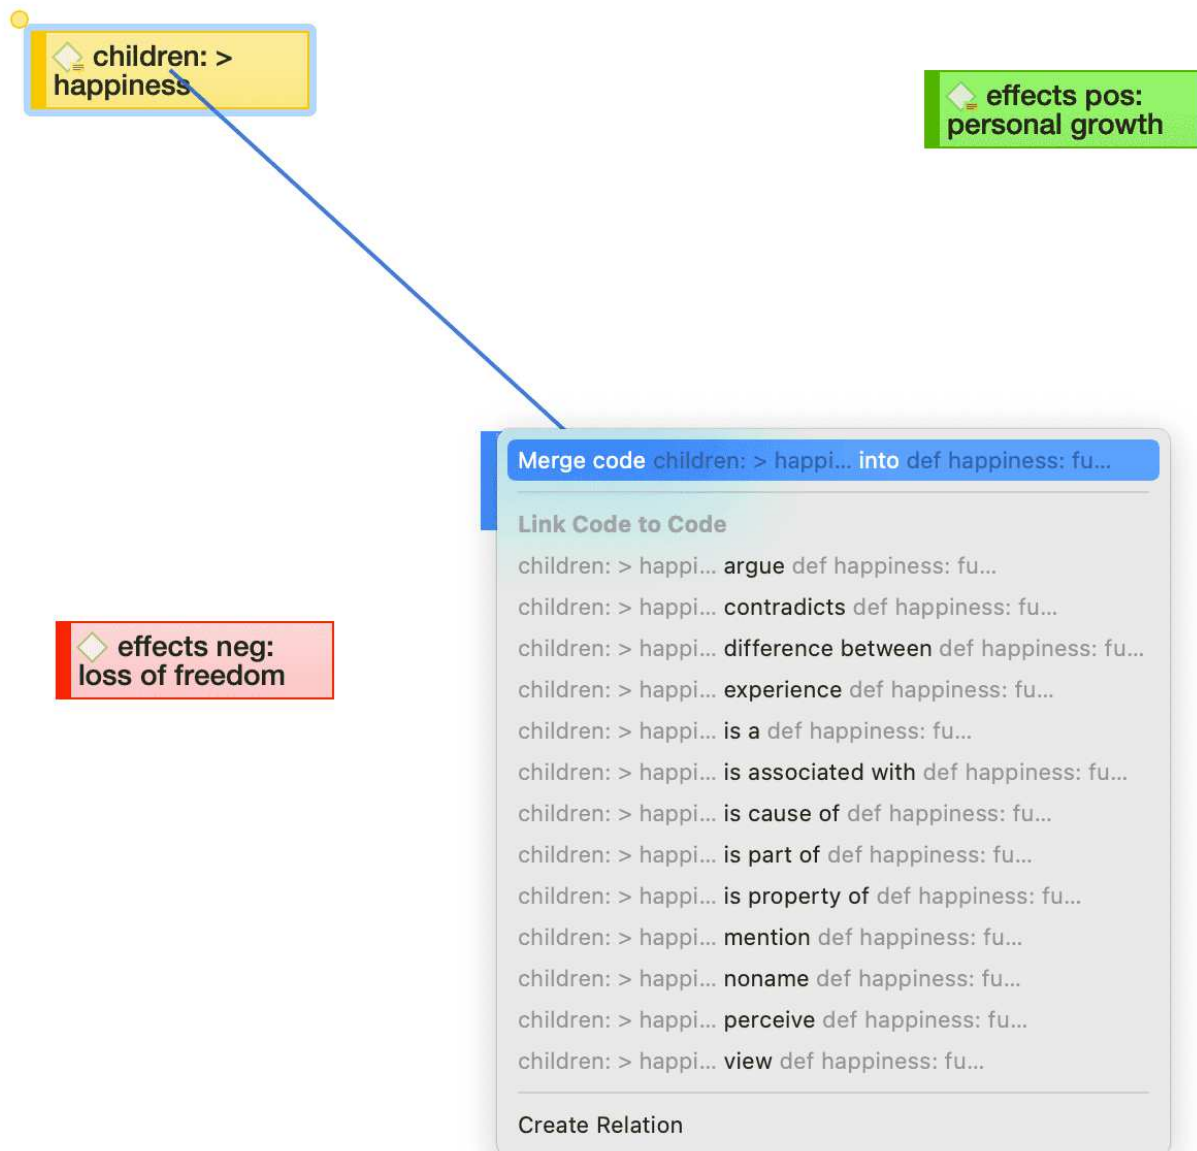 children: >
happiness
effects pos:
personal growth
Merge code children: > happi... into def happiness: fu...
Link Code to Code
children: > happi... argue def happiness: fu...
children: > happi... contradicts def happiness: fu...
children: > happi... difference between def happiness: fu...
children: > happi... experience def happiness: fu...
children: > happi... is a def happiness: fu...
children: > happi... is associated with def happiness: fu...
children: > happi... is cause of def happiness: fu...
children: > happi... is part of def happiness: fu...
children: > happi... is property of def happiness: fu...
children: > happi... mention def happiness: fu...
children: > happi... noname def happiness: fu...
children: > happi... perceive def happiness: fu...
children: > happi... view def happiness: fu...
Create Relation
effects neg:
loss of freedom